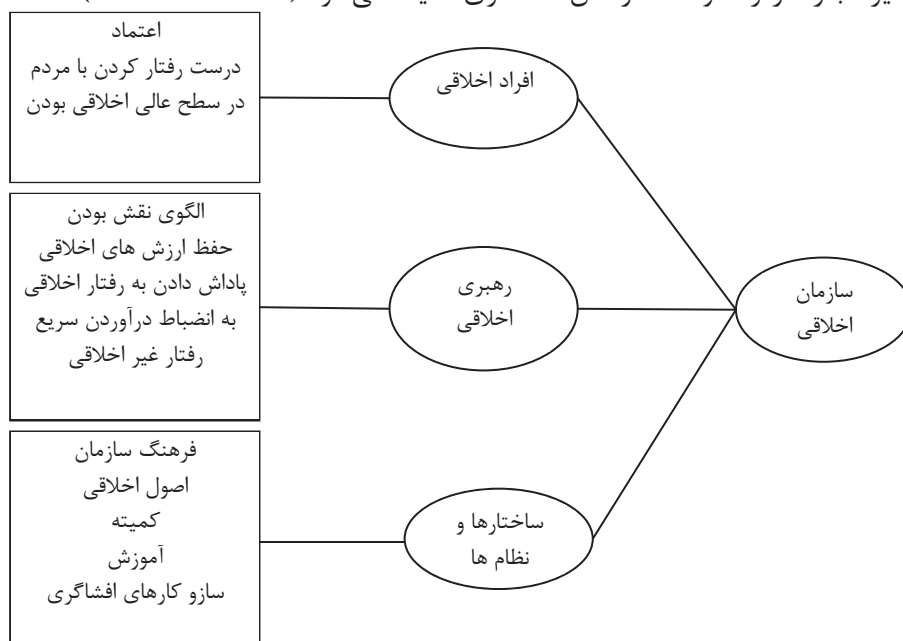 اعتماد
درست رفتار کردن با مردم
در سطح عالی اخلاقی بودن
افراد اخلاقی
الگوی نقش بودن
حفظ ارزش های اخلاقی
پاداش دادن به رفتار اخلاقی
به انضباط درآوردن سریع
رفتار غیر اخلاقی
رهبری
اخلاقی
سازمان
اخلاقی
فرهنگ سازمان
اصول اخلاقی
کمیته
آموزش
سازو کارهای افشاگری
ساختارها و
نظام ها